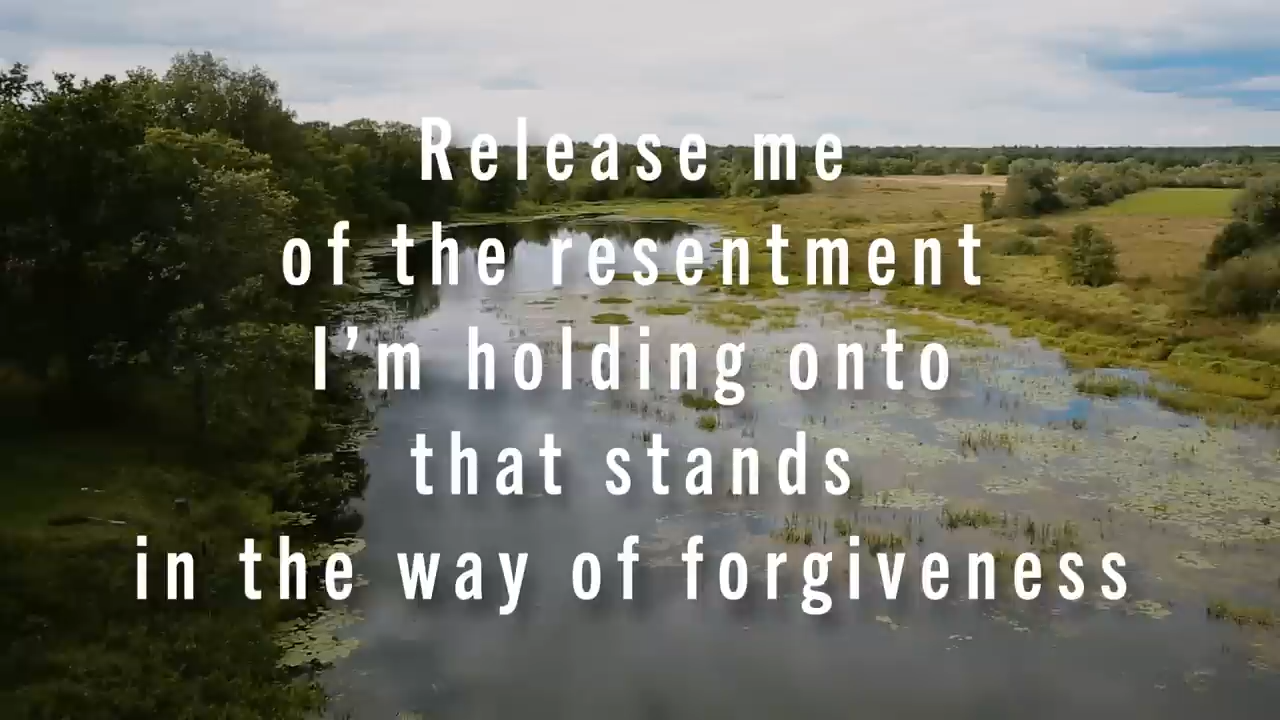 Release me
of the resentment
I'm holding onto
that stands
in the way of forgiveness